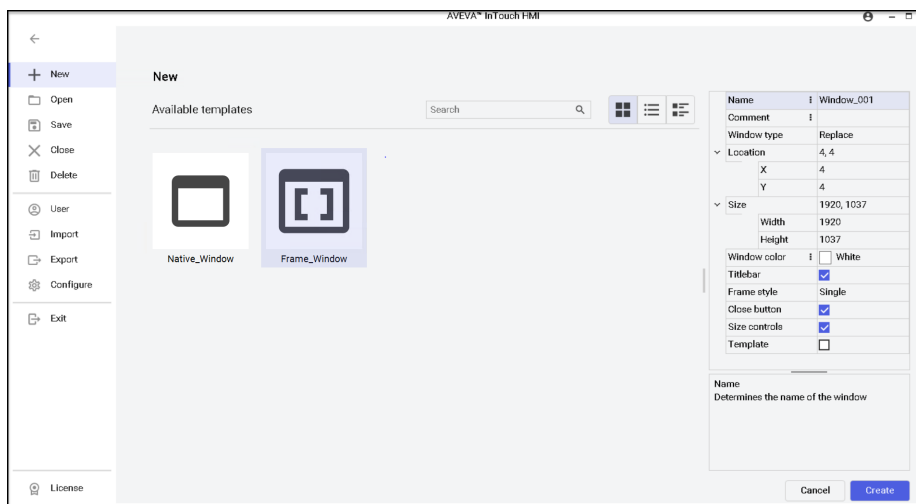 AVEVA™ InTouch HMI
New
Open
Save
Close
Delete
User
Import
Export
Configure
Exit
License
New
Available templates
Search
Native_Window
Frame_Window
Name Window_001
Comment
Window type Replace
Location 4, 4
X 4
Y 4
Size 1920, 1037
Width 1920
Height 1037
Window color White
Titlebar
Frame style Single
Close button
Size controls
Template
Name
Determines the name of the window
Cancel Create